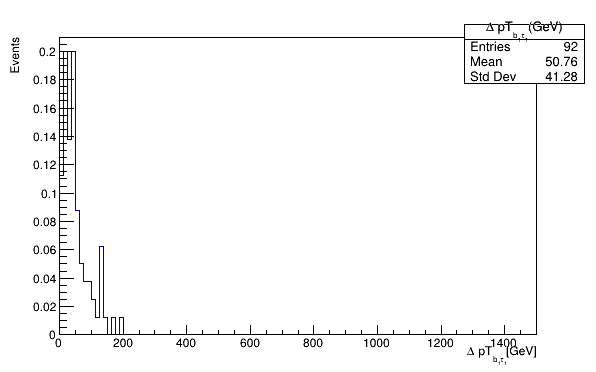 Δ pT_{b₁τ₁}(GeV)
Entries 92
Mean 50.76
Std Dev 41.28
Events
0.2
0.18
0.16
0.14
0.12
0.1
0.08
0.06
0.04
0.02
0
0 200 400 600 800 1000 1200 1400
Δ pT_{b₁τ₁}[GeV]